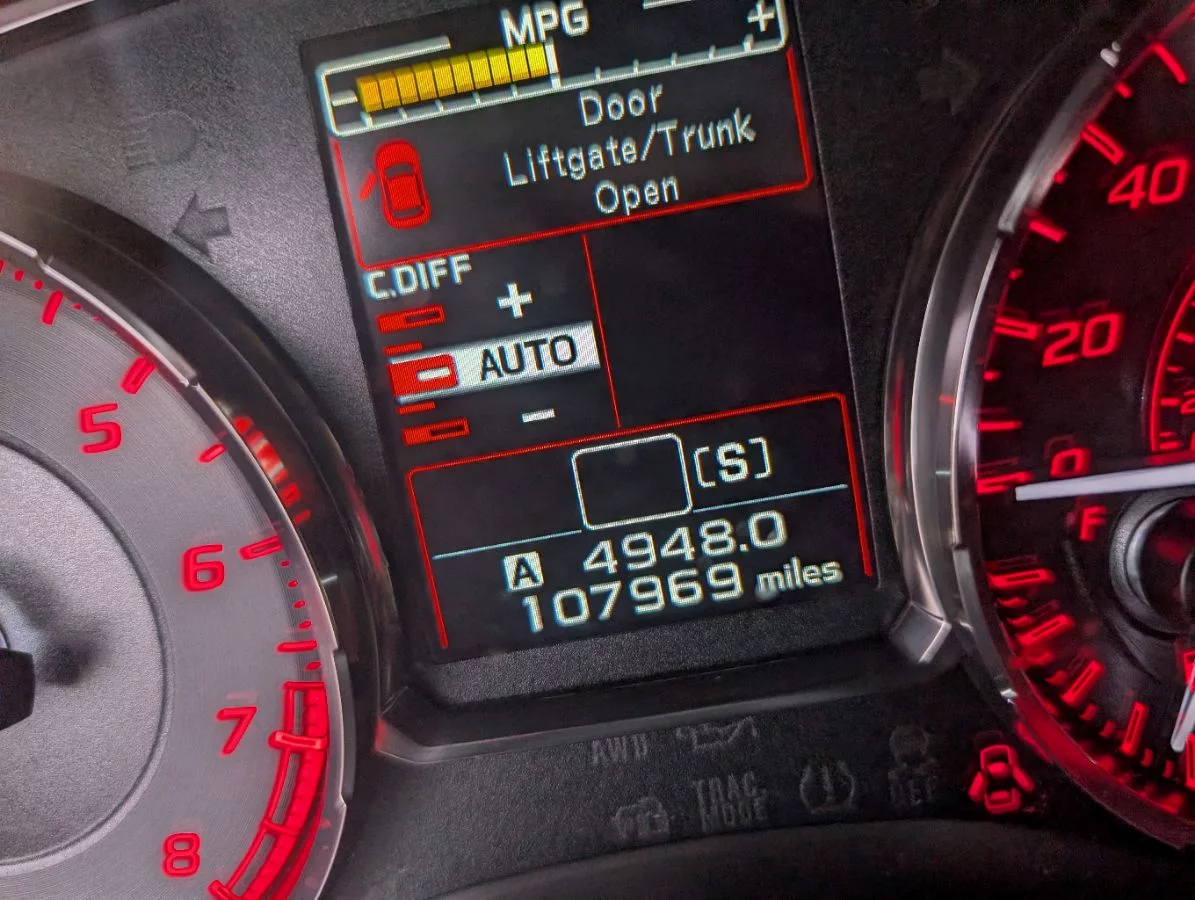 MPG
- +
Door
Liftgate/Trunk
Open
C.DIFF
+
AUTO
-
[S]
A 4948.0
107969 miles
5
6
7
8
40
20
0
F
AWD
TRAC
MODE